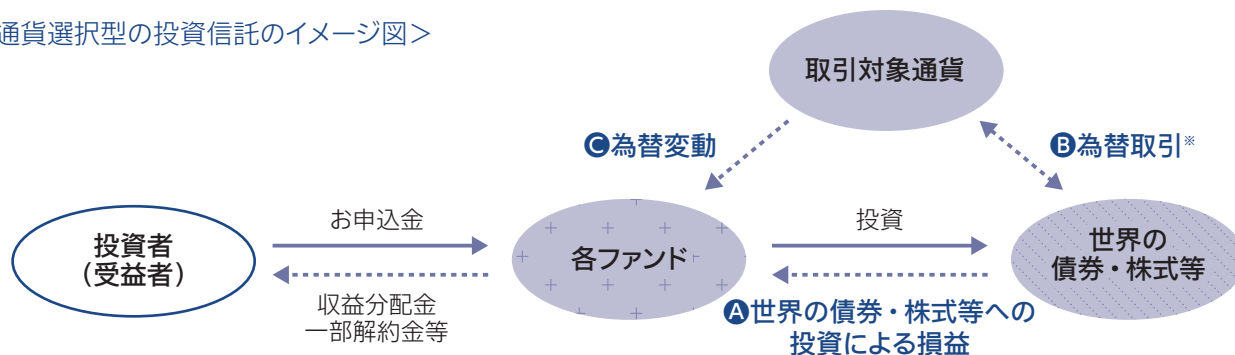 通貨選択型の投資信託のイメージ図＞
取引対象通貨
Ⓒ為替変動
Ⓑ為替取引※
お申込金
投資
投資者
（受益者）
各ファンド
世界の
債券・株式等
収益分配金
一部解約金等
Ⓐ世界の債券・株式等への
投資による損益